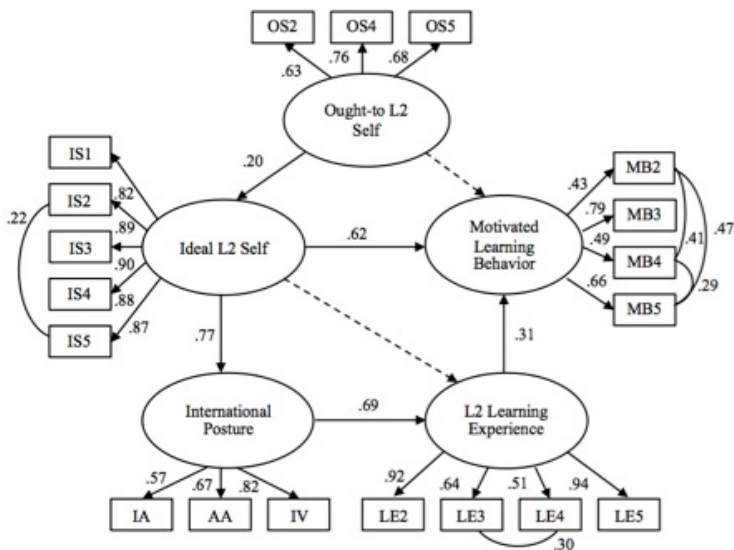 OS2 OS4 OS5
.63 .76 .68
Ought-to L2
Self
IS1
IS2
IS3
IS4
IS5
.22
.82
.89
.90
.88
.87
.20
Ideal L2 Self
.62
Motivated
Learning
Behavior
.43
.79
.49
.66
MB2
MB3
MB4
MB5
.41
.47
.29
.77
.31
International
Posture
.69
L2 Learning
Experience
.57 .67 .82
IA AA IV
.92 .64 .51 .94
LE2 LE3 LE4 LE5
.30